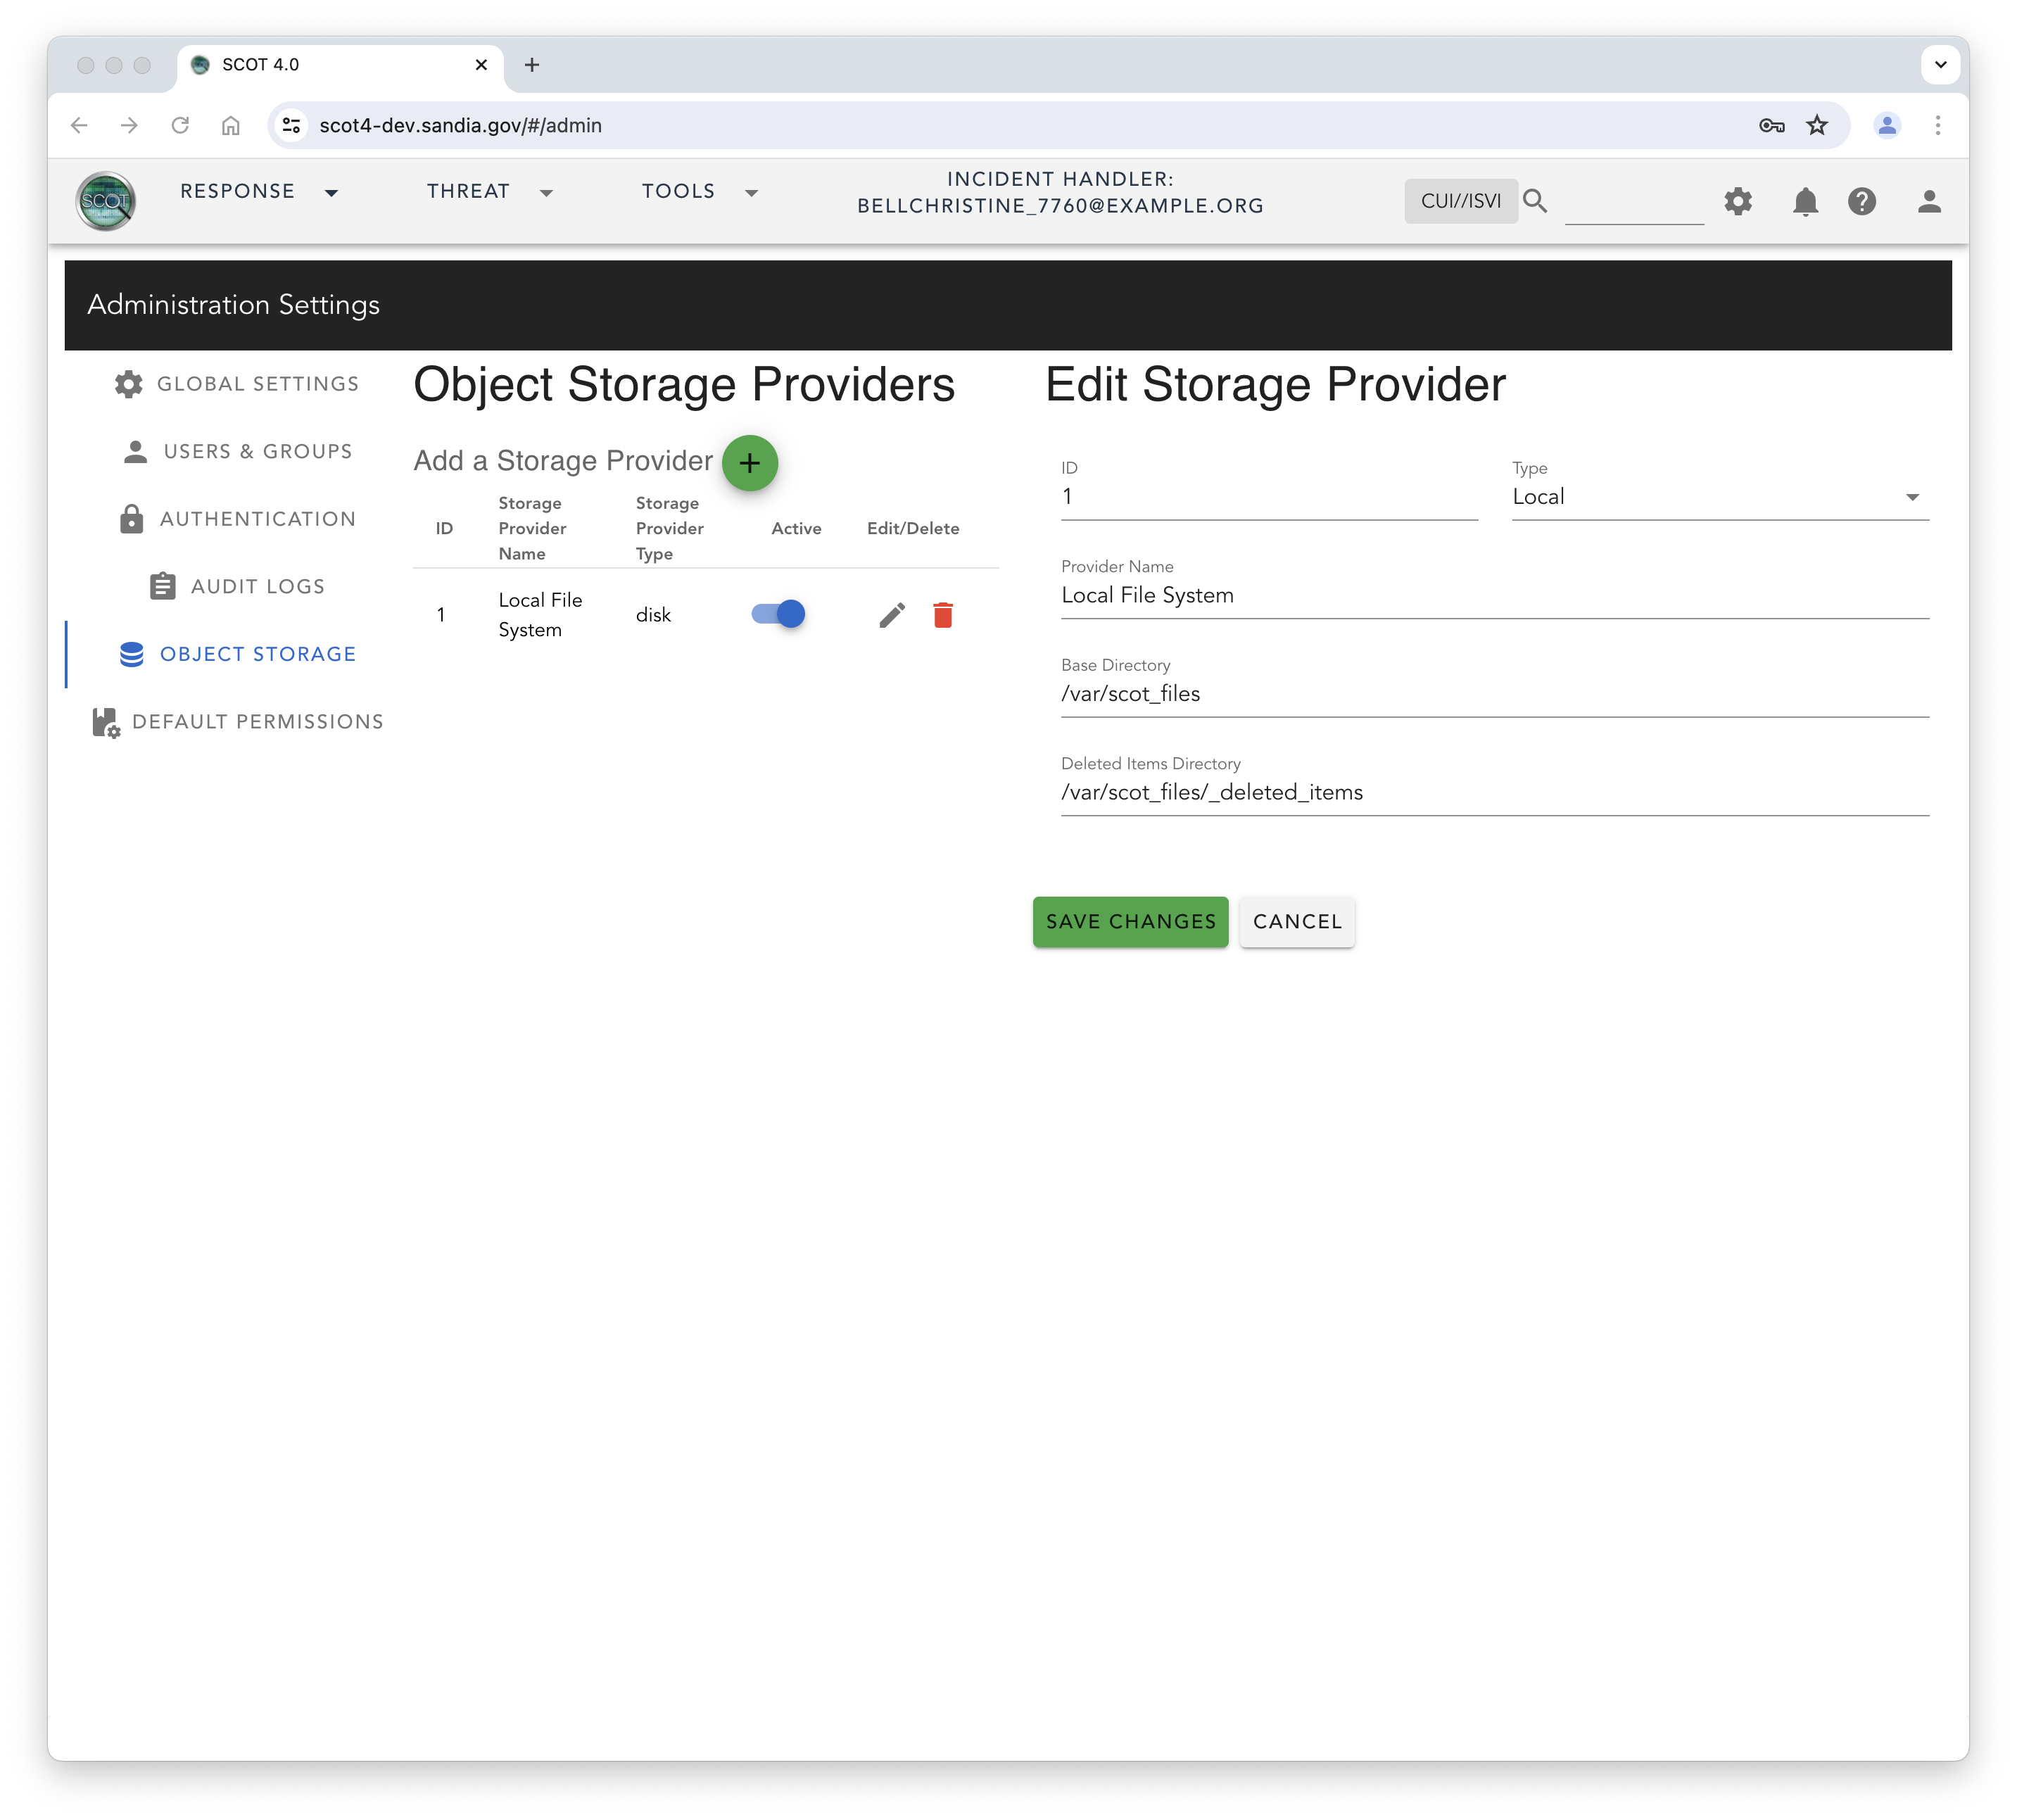 SCOT 4.0
scot4-dev.sandia.gov/#/admin
SCOT
RESPONSE
THREAT
TOOLS
INCIDENT HANDLER:
BELLCHRISTINE_7760@EXAMPLE.ORG
CUI//ISVI
Administration Settings
GLOBAL SETTINGS
USERS & GROUPS
AUTHENTICATION
AUDIT LOGS
OBJECT STORAGE
DEFAULT PERMISSIONS
Object Storage Providers
Add a Storage Provider
ID
Storage
Provider
Name
Storage
Provider
Type
Active
Edit/Delete
1
Local File
System
disk
Edit Storage Provider
ID
1
Type
Local
Provider Name
Local File System
Base Directory
/var/scot_files
Deleted Items Directory
/var/scot_files/_deleted_items
SAVE CHANGES
CANCEL